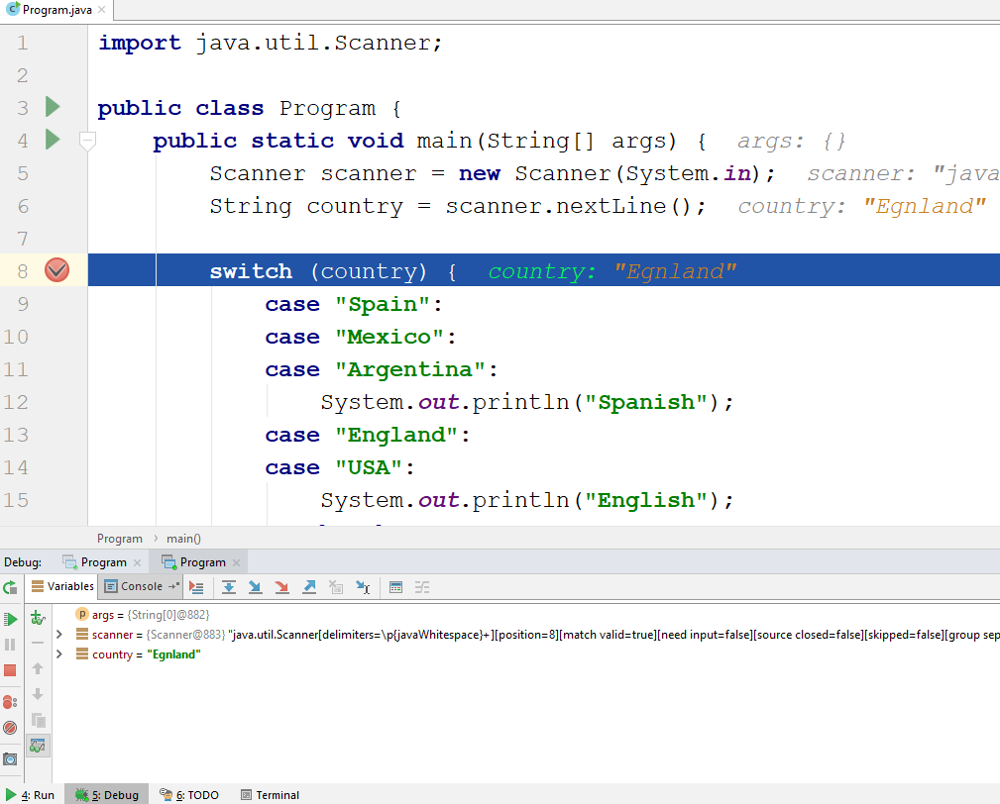 Program.java
1 import java.util.Scanner;
2
3 public class Program {
4 public static void main(String[] args) { args: {}
5 Scanner scanner = new Scanner(System.in); scanner: "java
6 String country = scanner.nextLine(); country: "Egnland"
7
8 switch (country) { country: "Egnland"
9 case "Spain":
10 case "Mexico":
11 case "Argentina":
12 System.out.println("Spanish");
13 case "England":
14 case "USA":
15 System.out.println("English");
Program › main()
Debug: Program Program
Variables Console
args = {String[0]@882}
scanner = {Scanner@883} "java.util.Scanner[delimiters=\p{javaWhitespace}+][position=8][match valid=true][need input=false][source closed=false][skipped=false][group sep
country = "Egnland"
4: Run 5: Debug 6: TODO Terminal